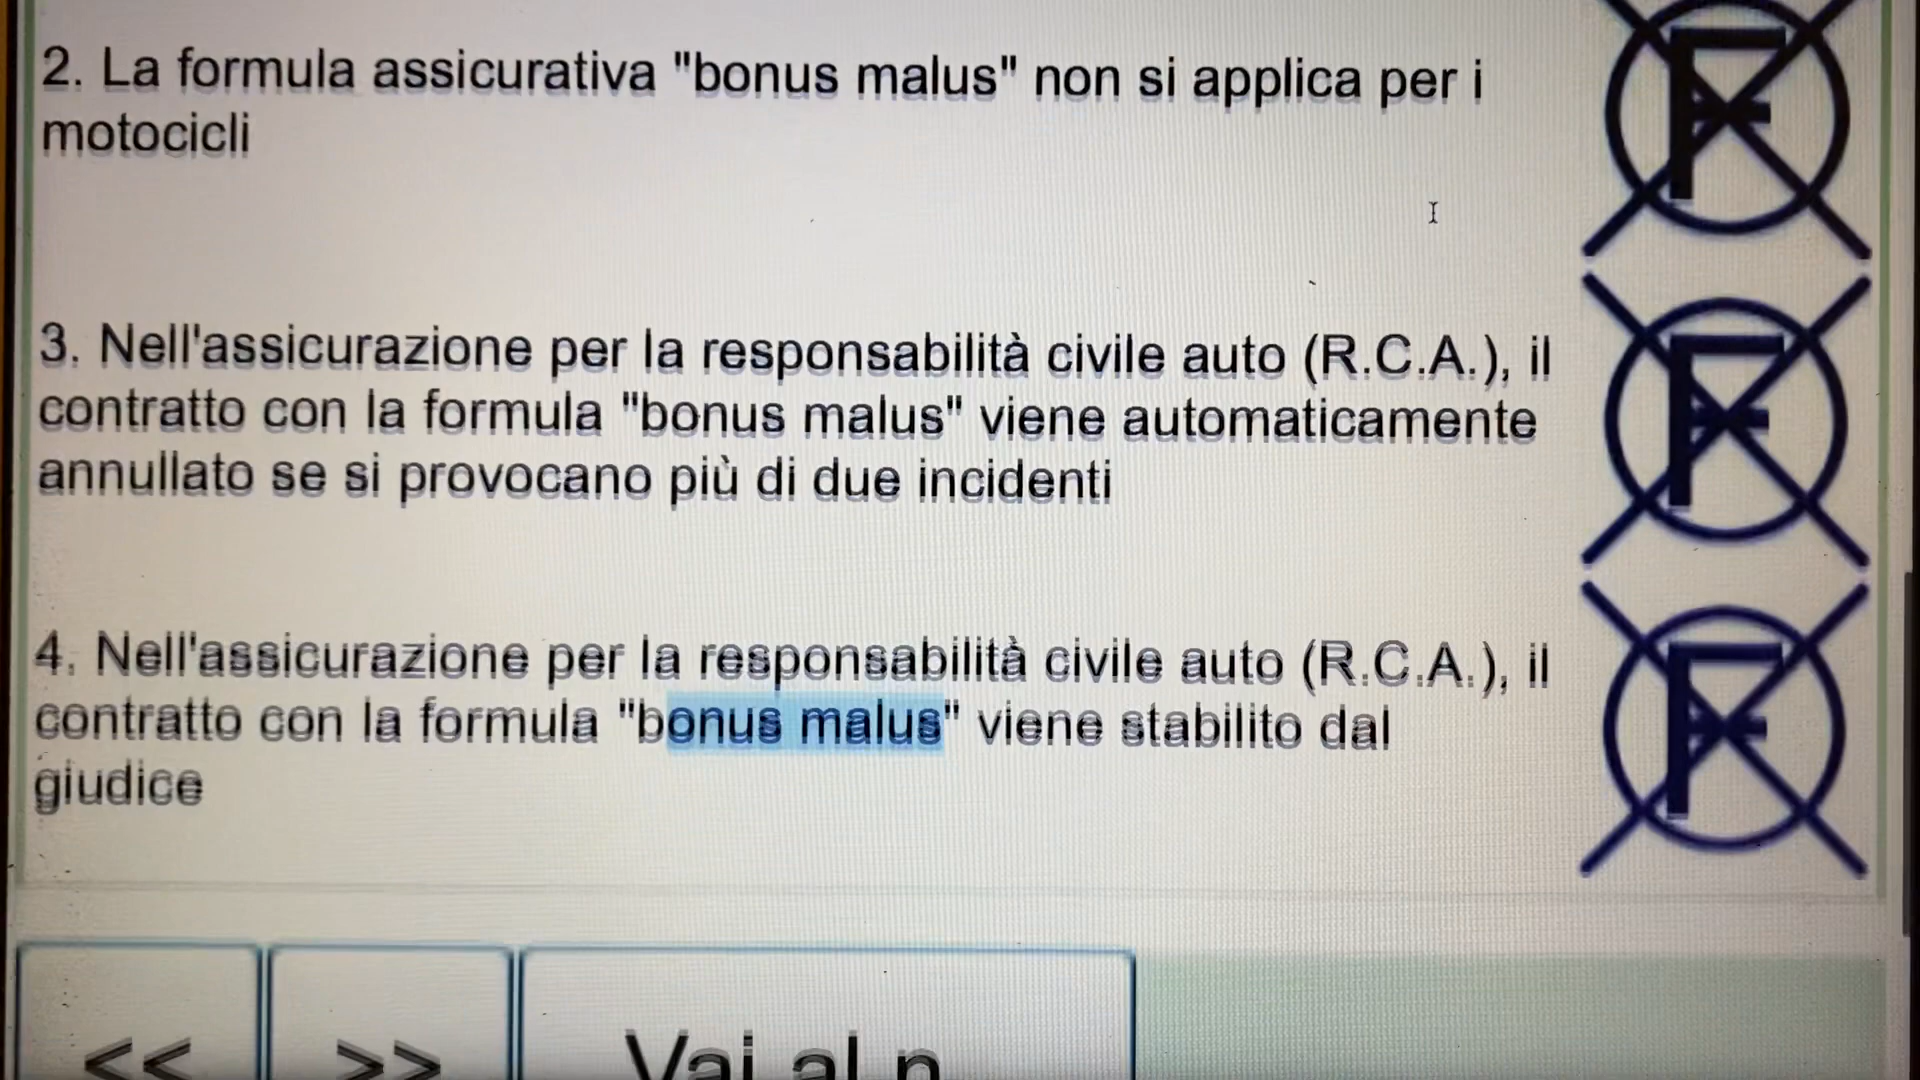 2. La formula assicurativa "bonus malus" non si applica per i
motocicli
F
3. Nell'assicurazione per la responsabilità civile auto (R.C.A.), il
contratto con la formula "bonus malus" viene automaticamente
annullato se si provocano più di due incidenti
F
4. Nell'assicurazione per la responsabilità civile auto (R.C.A.), il
contratto con la formula "bonus malus" viene stabilito dal
giudice
F
<< >> Vai al n